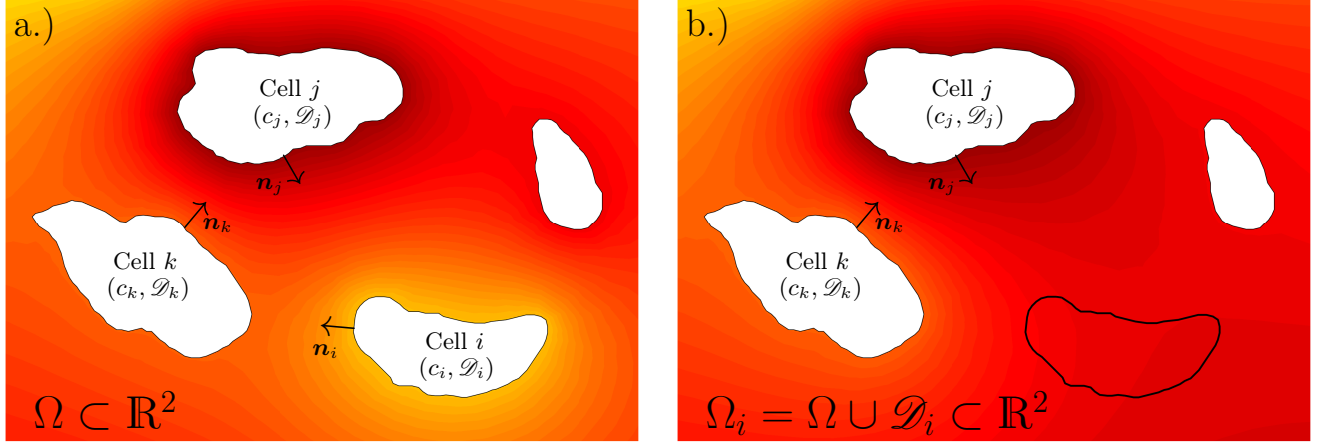 a.)
Cell j
(c_j, 𝒟_j)
n_j
n_k
Cell k
(c_k, 𝒟_k)
n_i
Cell i
(c_i, 𝒟_i)
Ω ⊂ ℝ²
b.)
Cell j
(c_j, 𝒟_j)
n_j
n_k
Cell k
(c_k, 𝒟_k)
Ω_i = Ω ∪ 𝒟_i ⊂ ℝ²